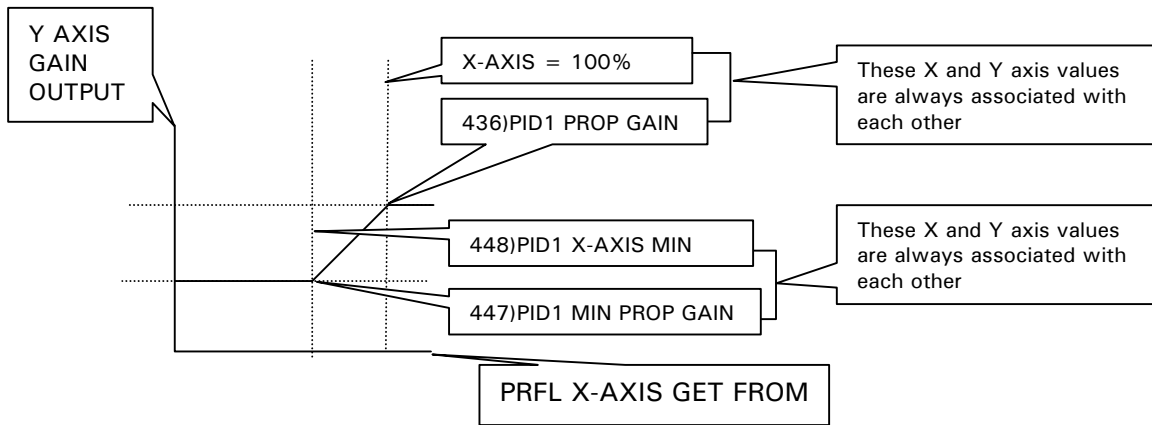 Y AXIS
GAIN
OUTPUT
X-AXIS = 100%
436)PID1 PROP GAIN
These X and Y axis values
are always associated with
each other
448)PID1 X-AXIS MIN
447)PID1 MIN PROP GAIN
These X and Y axis values
are always associated with
each other
PRFL X-AXIS GET FROM